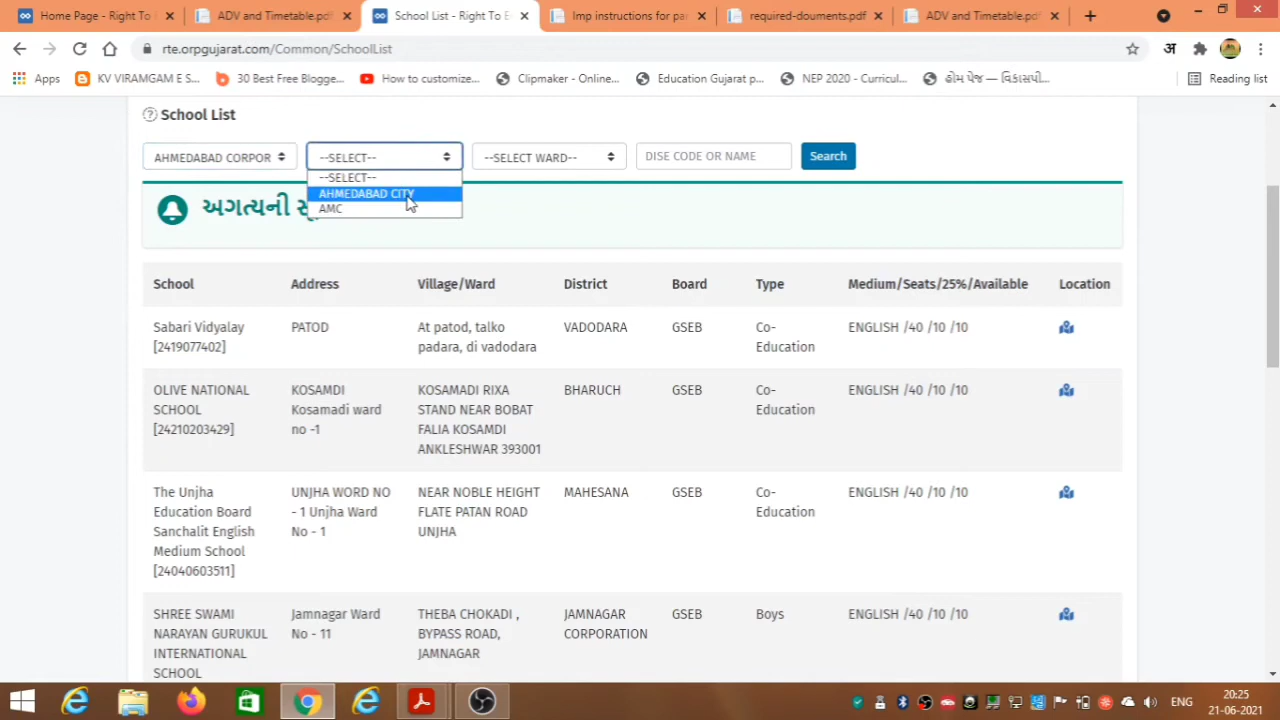 Home Page - Right To
ADV and Timetable.pdf
School List - Right To E
Imp instructions for pa
required-douments.pdf
ADV and Timetable.pdf
rte.orpgujarat.com/Common/SchoolList
अ
Apps
KV VIRAMGAM E S...
30 Best Free Blogge...
How to customize...
Clipmaker - Online...
Education Gujarat p...
NEP 2020 - Curricul...
હોમ પેજ — વિકાસપી...
Reading list
School List
AHMEDABAD CORPOR
--SELECT--
--SELECT WARD--
DISE CODE OR NAME
Search
--SELECT--
AHMEDABAD CITY
AMC
અગત્યની
School Address Village/Ward District Board Type Medium/Seats/25%/Available Location
Sabari Vidyalay
[2419077402]
PATOD
At patod, talko
padara, di vadodara
VADODARA
GSEB
Co-
Education
ENGLISH /40 /10 /10
OLIVE NATIONAL
SCHOOL
[24210203429]
KOSAMDI
Kosamadi ward
no -1
KOSAMADI RIXA
STAND NEAR BOBAT
FALIA KOSAMDI
ANKLESHWAR 393001
BHARUCH
GSEB
Co-
Education
ENGLISH /40 /10 /10
The Unjha
Education Board
Sanchalit English
Medium School
[24040603511]
UNJHA WORD NO
- 1 Unjha Ward
No - 1
NEAR NOBLE HEIGHT
FLATE PATAN ROAD
UNJHA
MAHESANA
GSEB
Co-
Education
ENGLISH /40 /10 /10
SHREE SWAMI
NARAYAN GURUKUL
INTERNATIONAL
SCHOOL
Jamnagar Ward
No - 11
THEBA CHOKADI ,
BYPASS ROAD,
JAMNAGAR
JAMNAGAR
CORPORATION
GSEB
Boys
ENGLISH /40 /10 /10
ENG
20:25
21-06-2021